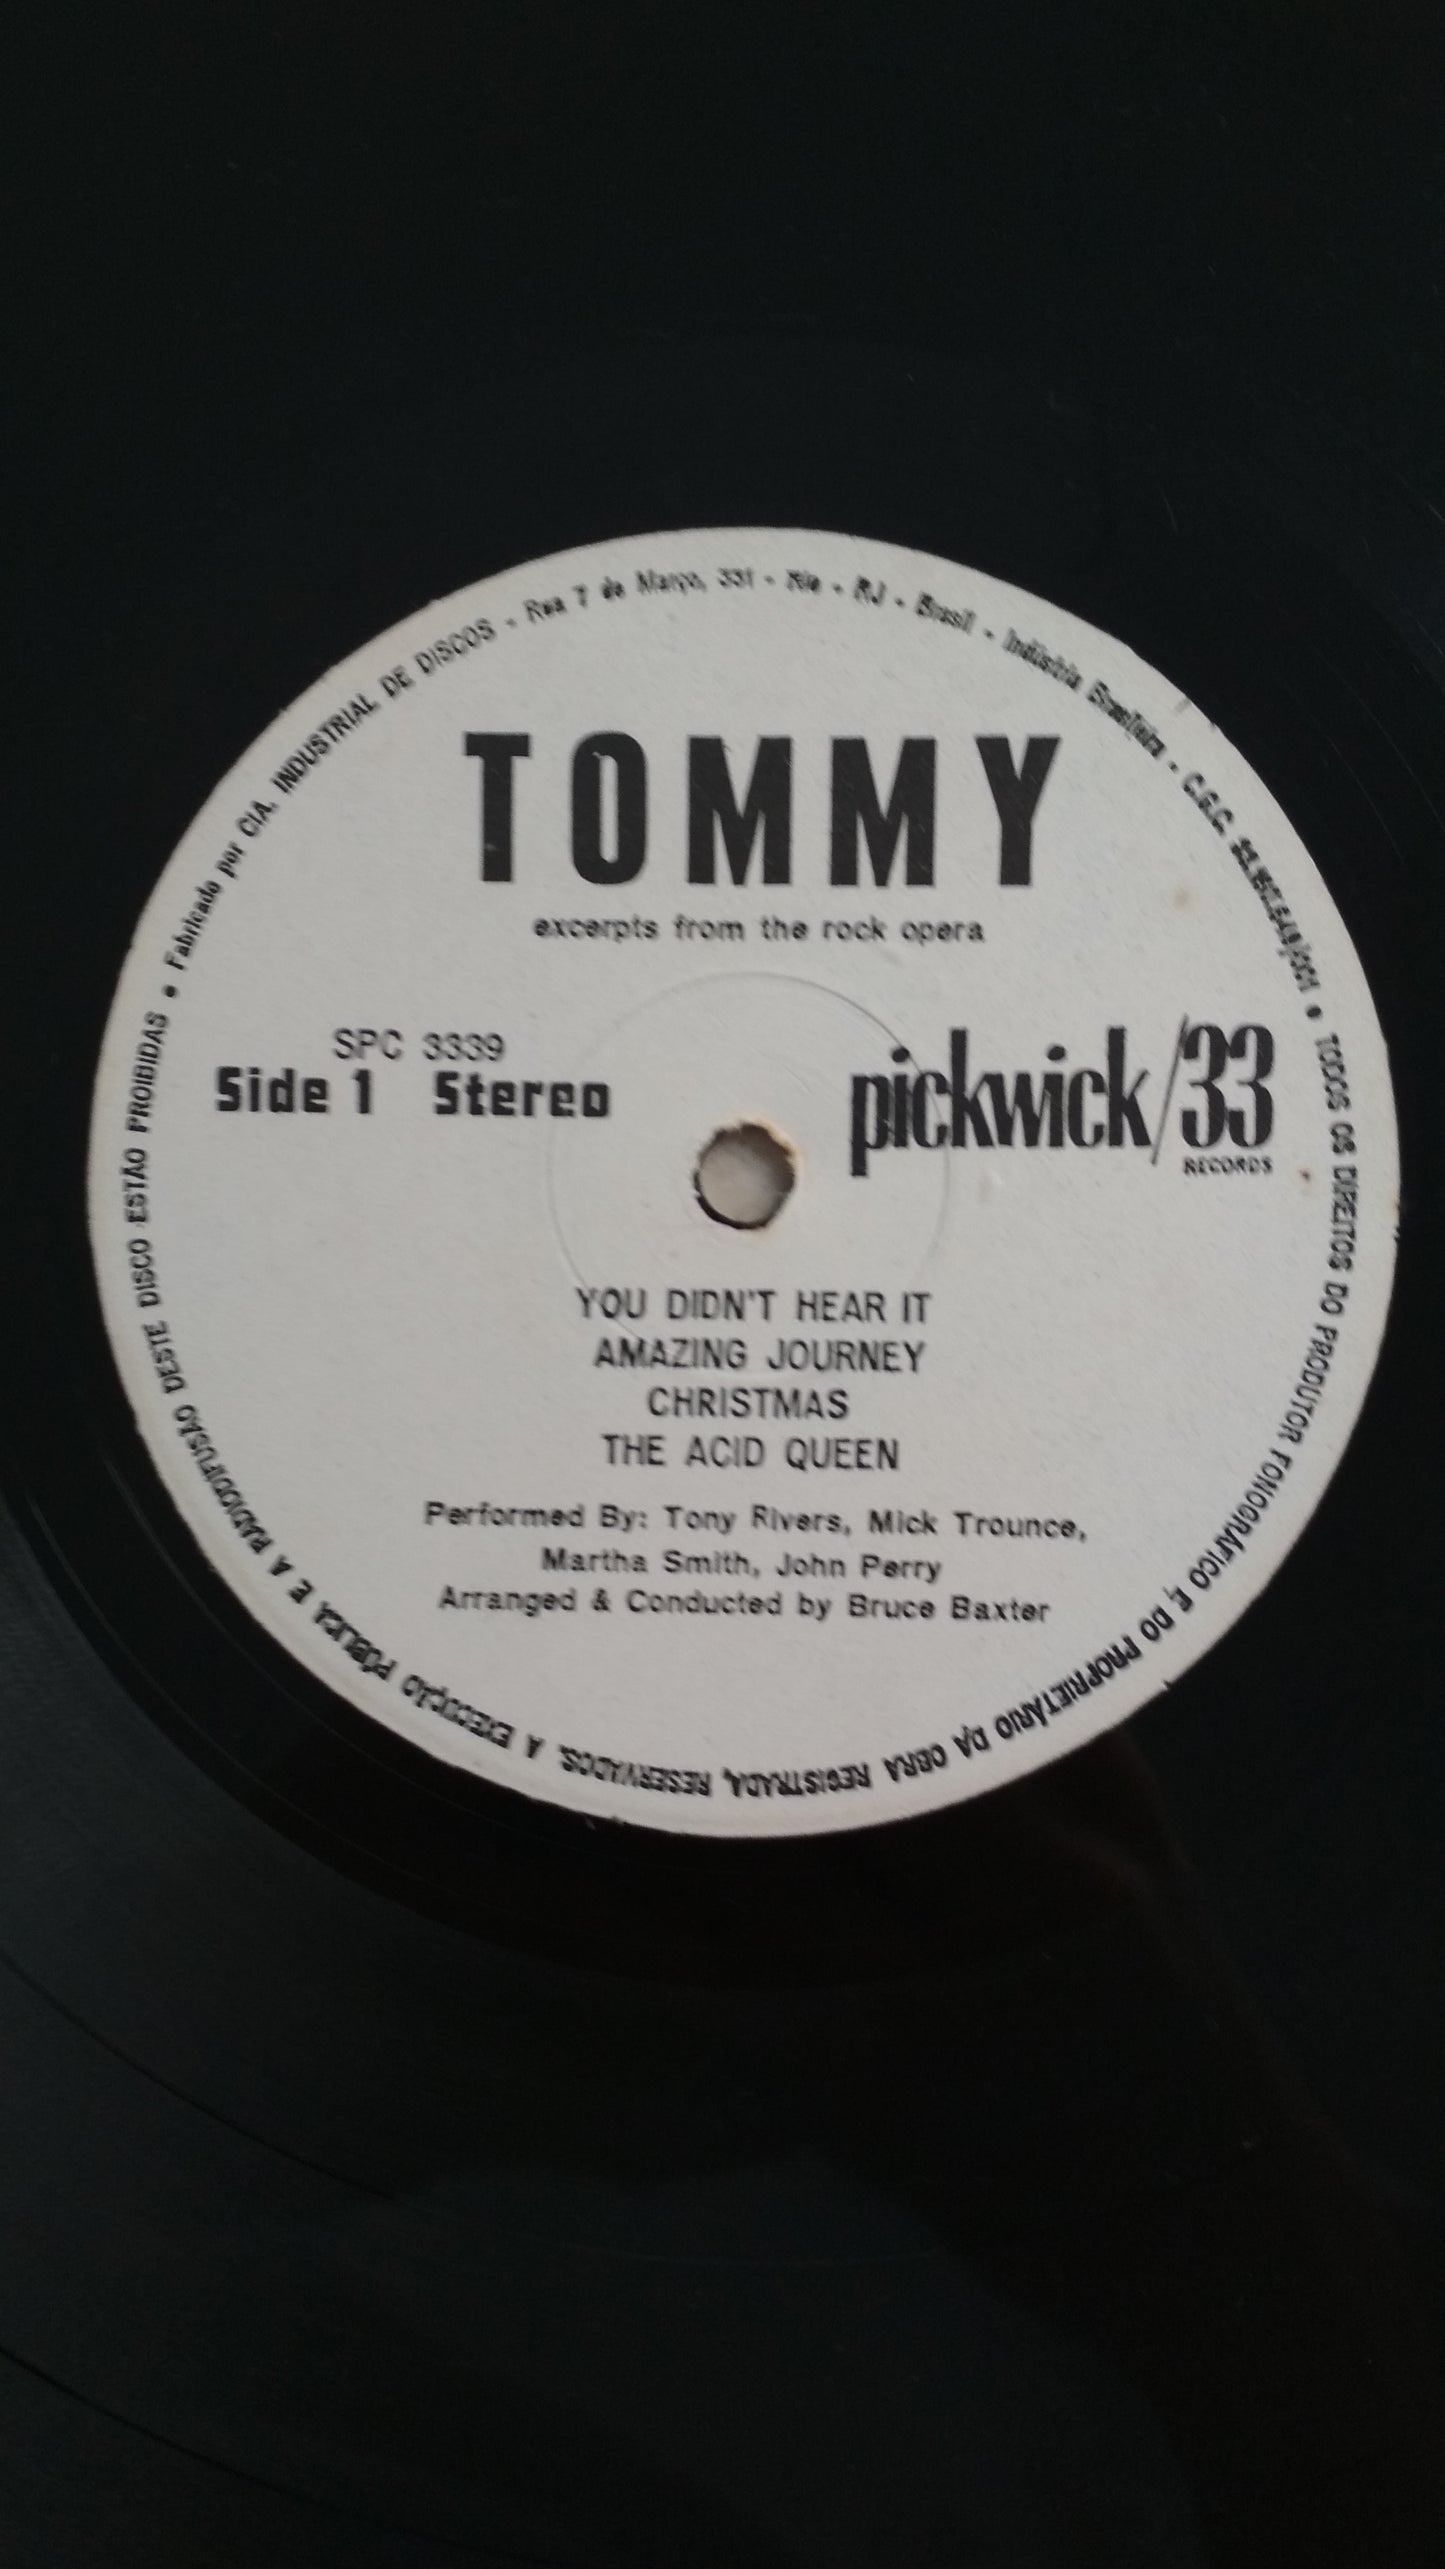 • Fabricado por CIA. INDUSTRIAL DE DISCOS - Rua 7 de Março, 331 - Rio - RJ - Brasil - Indústria Brasileira - C.G.C.
• TODOS OS DIREITOS DO PRODUTOR FONOGRÁFICO E DO PROPRIETÁRIO DA OBRA REGISTRADA, RESERVADOS. A EXECUÇÃO PÚBLICA E A RADIODIFUSÃO DESTE DISCO ESTÃO PROIBIDAS
TOMMY
excerpts from the rock opera
SPC 3339
Side 1 Stereo
pickwick/33
RECORDS
YOU DIDN'T HEAR IT
AMAZING JOURNEY
CHRISTMAS
THE ACID QUEEN
Performed By: Tony Rivers, Mick Trounce,
Martha Smith, John Perry
Arranged & Conducted by Bruce Baxter